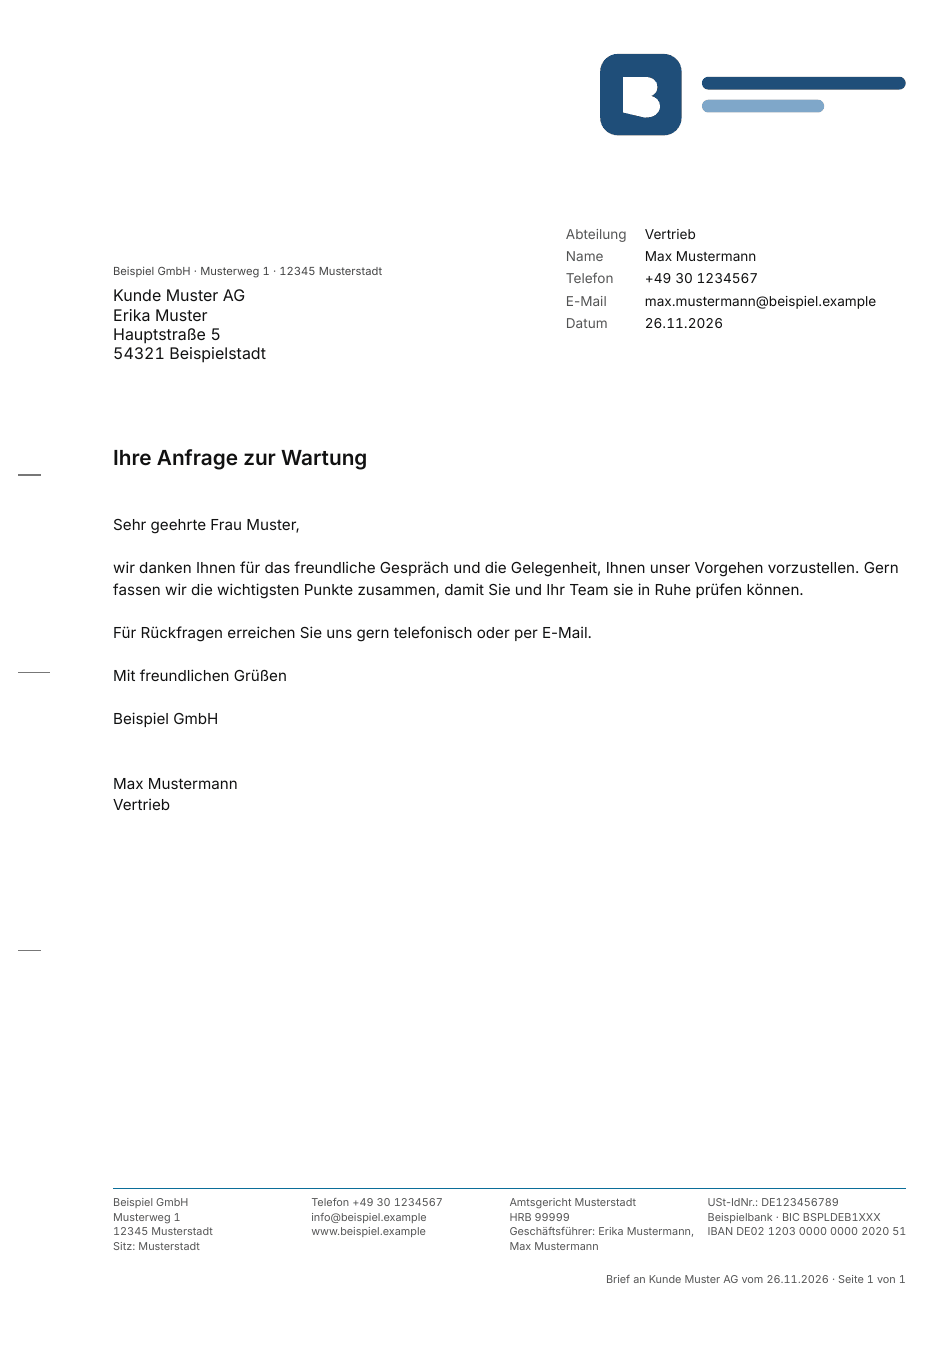 B
Abteilung Vertrieb
Name Max Mustermann
Telefon +49 30 1234567
E-Mail max.mustermann@beispiel.example
Datum 26.11.2026
Beispiel GmbH · Musterweg 1 · 12345 Musterstadt
Kunde Muster AG
Erika Muster
Hauptstraße 5
54321 Beispielstadt
Ihre Anfrage zur Wartung
Sehr geehrte Frau Muster,
wir danken Ihnen für das freundliche Gespräch und die Gelegenheit, Ihnen unser Vorgehen vorzustellen. Gern
fassen wir die wichtigsten Punkte zusammen, damit Sie und Ihr Team sie in Ruhe prüfen können.
Für Rückfragen erreichen Sie uns gern telefonisch oder per E-Mail.
Mit freundlichen Grüßen
Beispiel GmbH
Max Mustermann
Vertrieb
Beispiel GmbH
Musterweg 1
12345 Musterstadt
Sitz: Musterstadt
Telefon +49 30 1234567
info@beispiel.example
www.beispiel.example
Amtsgericht Musterstadt
HRB 99999
Geschäftsführer: Erika Mustermann,
Max Mustermann
USt-IdNr.: DE123456789
Beispielbank · BIC BSPLDEB1XXX
IBAN DE02 1203 0000 0000 2020 51
Brief an Kunde Muster AG vom 26.11.2026 · Seite 1 von 1